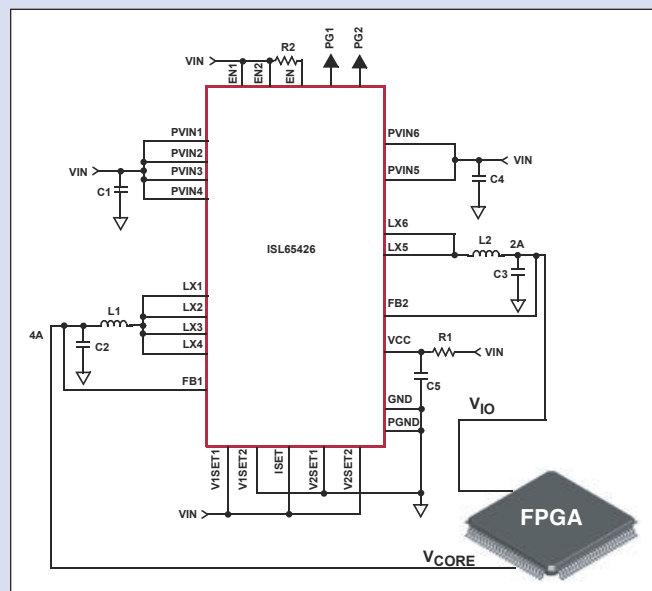 PG1
PG2
R2
VIN
EN1
EN2
EN
PVIN1
PVIN2
PVIN3
PVIN4
VIN
C1
PVIN6
PVIN5
VIN
C4
ISL65426
LX6
LX5
L2
2A
C3
FB2
LX1
LX2
LX3
LX4
L1
4A
C2
FB1
VCC
R1
VIN
C5
GND
PGND
V1SET1
V1SET2
ISET
V2SET1
V2SET2
VIN
VIO
FPGA
VCORE